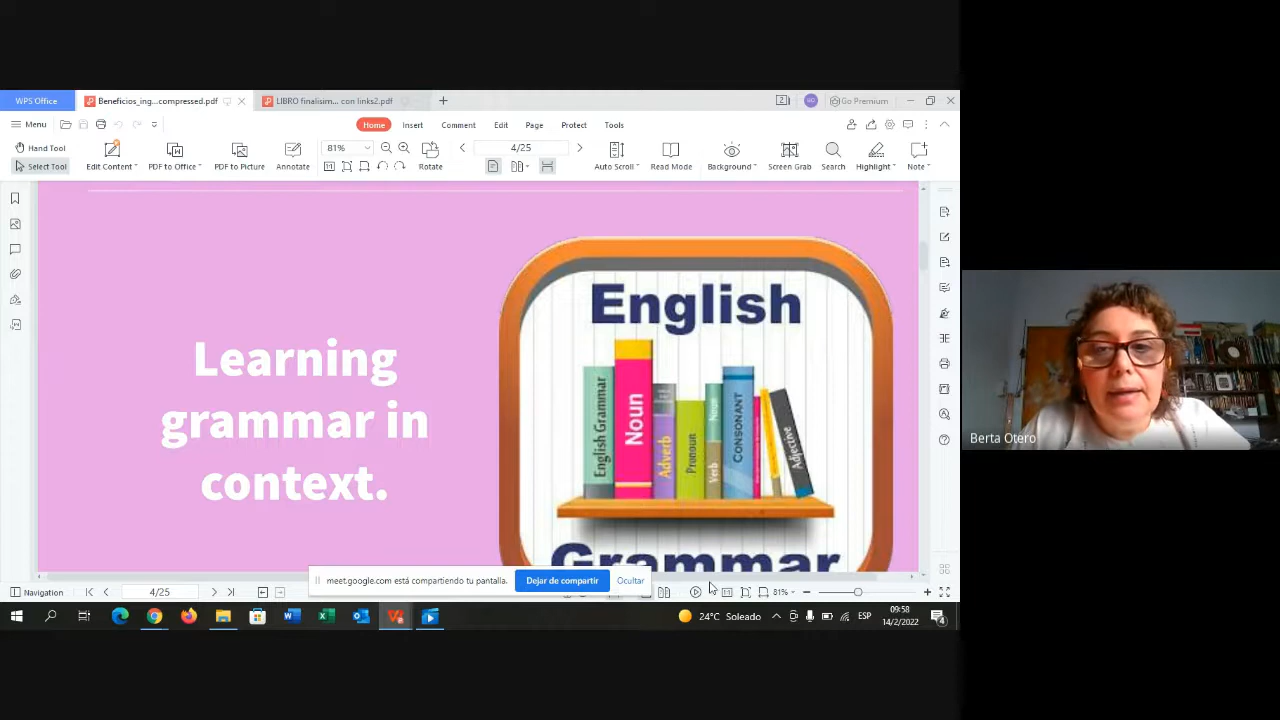 WPS Office
Beneficios_ing...compressed.pdf
LIBRO finalisim... con links2.pdf
2
UO
Go Premium
Menu
Home Insert Comment Edit Page Protect Tools
Hand Tool
Select Tool
Edit Content
PDF to Office
PDF to Picture
Annotate
81%
Rotate
4/25
Auto Scroll
Read Mode
Background
Screen Grab
Search
Highlight
Note
Learning
grammar in
context.
English
English Grammar
Noun
Adverb
Pronoun
Verb
Noun
CONSONANT
Adjective
Grammar
Berta Otero
meet.google.com está compartiendo tu pantalla.
Dejar de compartir
Ocultar
Navigation
4/25
81%
24°C Soleado
ESP
09:58
14/2/2022
4